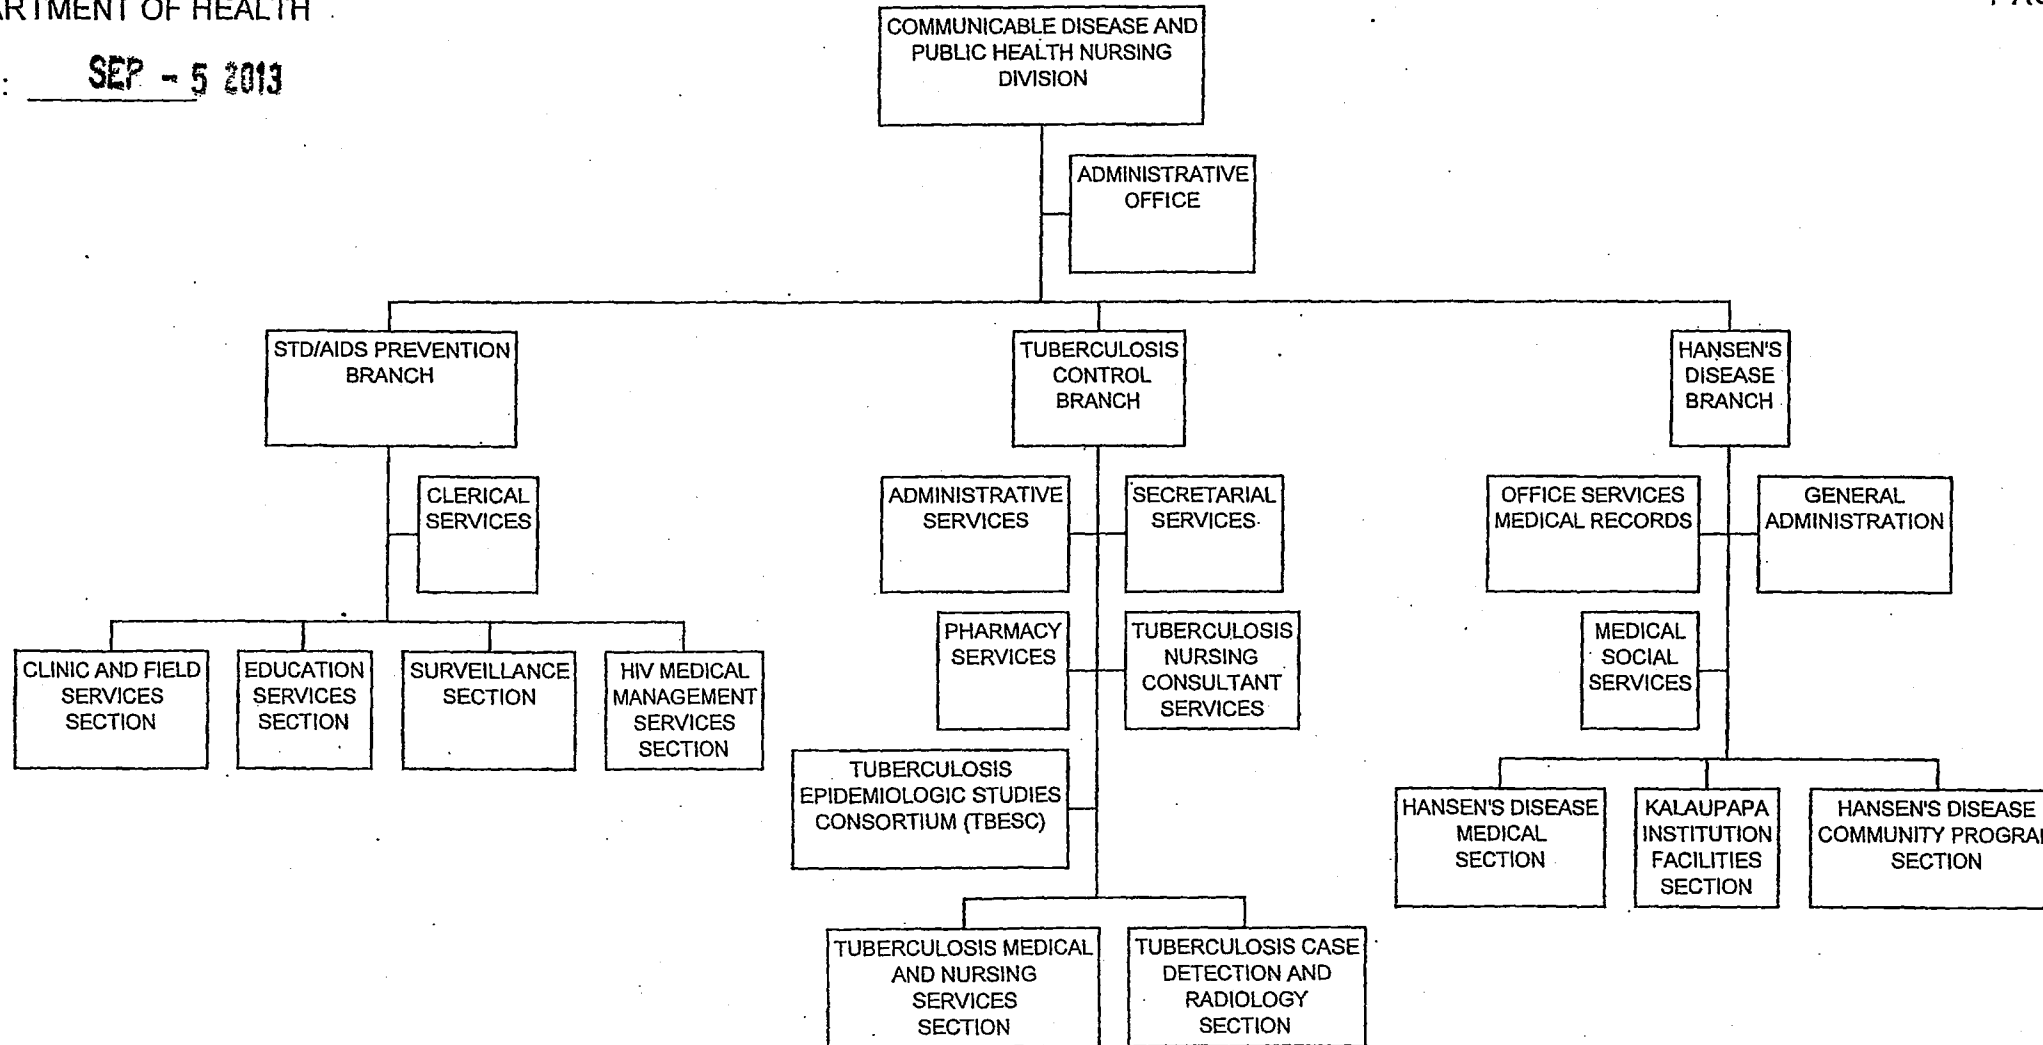 COMMUNICABLE DISEASE AND
PUBLIC HEALTH NURSING
DIVISION
SEP - 5 2013
ADMINISTRATIVE
OFFICE
STD/AIDS PREVENTION
BRANCH
TUBERCULOSIS
CONTROL
BRANCH
HANSEN'S
DISEASE
BRANCH
CLERICAL
SERVICES
ADMINISTRATIVE
SERVICES
SECRETARIAL
SERVICES
OFFICE SERVICES
MEDICAL RECORDS
GENERAL
ADMINISTRATION
PHARMACY
SERVICES
TUBERCULOSIS
NURSING
CONSULTANT
SERVICES
MEDICAL
SOCIAL
SERVICES
CLINIC AND FIELD
SERVICES
SECTION
EDUCATION
SERVICES
SECTION
SURVEILLANCE
SECTION
HIV MEDICAL
MANAGEMENT
SERVICES
SECTION
TUBERCULOSIS
EPIDEMIOLOGIC STUDIES
CONSORTIUM (TBESC)
HANSEN'S DISEASE
MEDICAL
SECTION
KALAUPAPA
INSTITUTION
FACILITIES
SECTION
HANSEN'S DISEASE
COMMUNITY
SECTION
TUBERCULOSIS MEDICAL
AND NURSING
SERVICES
SECTION
TUBERCULOSIS CASE
DETECTION AND
RADIOLOGY
SECTION